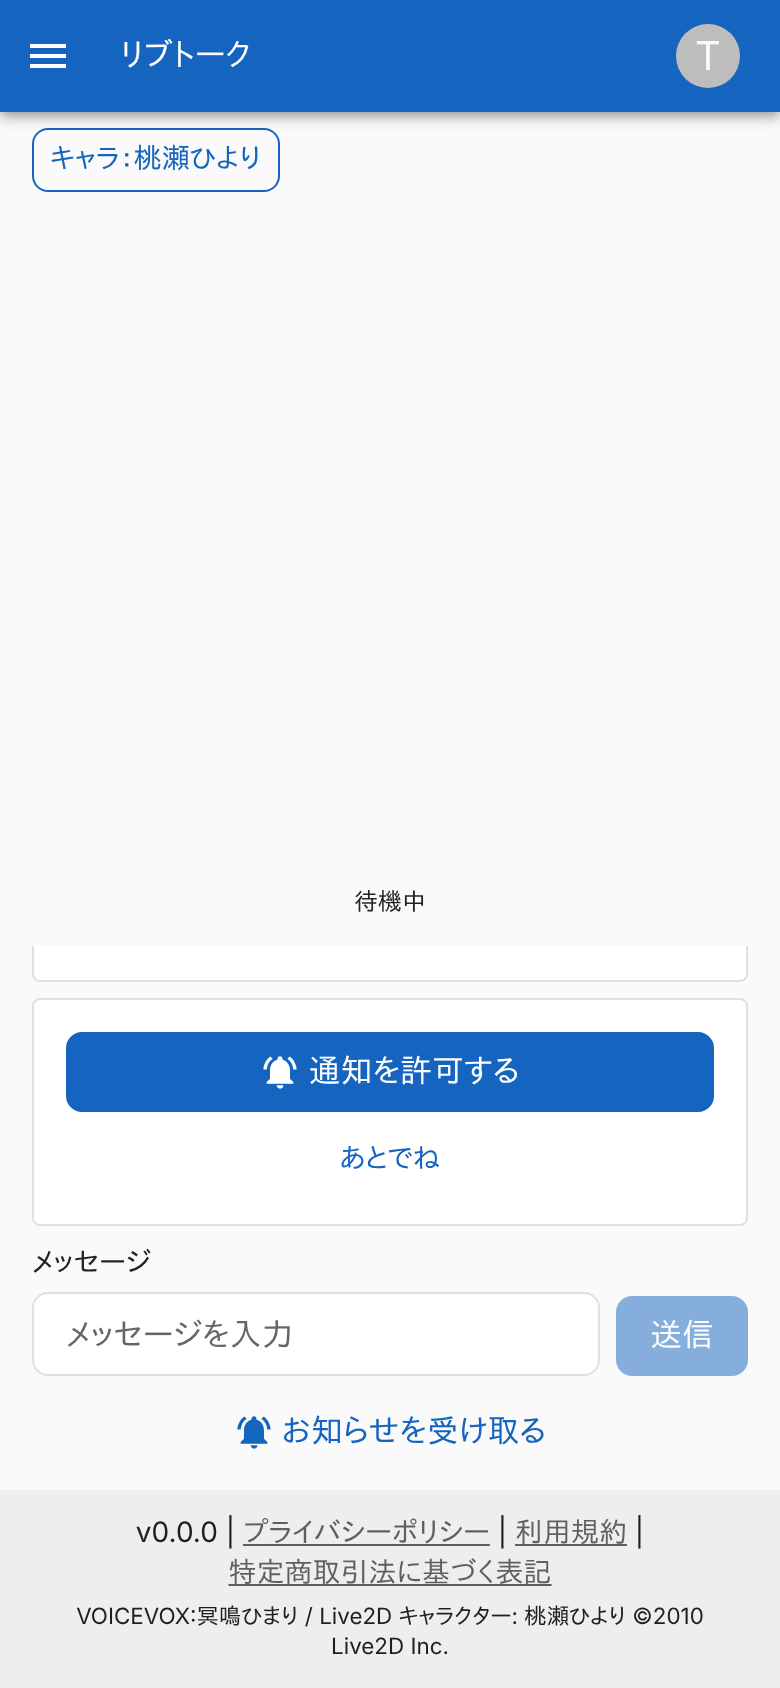 リブトーク
T
キャラ：桃瀬ひより
待機中
通知を許可する
あとでね
メッセージ
メッセージを入力
送信
お知らせを受け取る
v0.0.0 | プライバシーポリシー | 利用規約 |
特定商取引法に基づく表記
VOICEVOX:冥鳴ひまり / Live2D キャラクター: 桃瀬ひより ©2010
Live2D Inc.